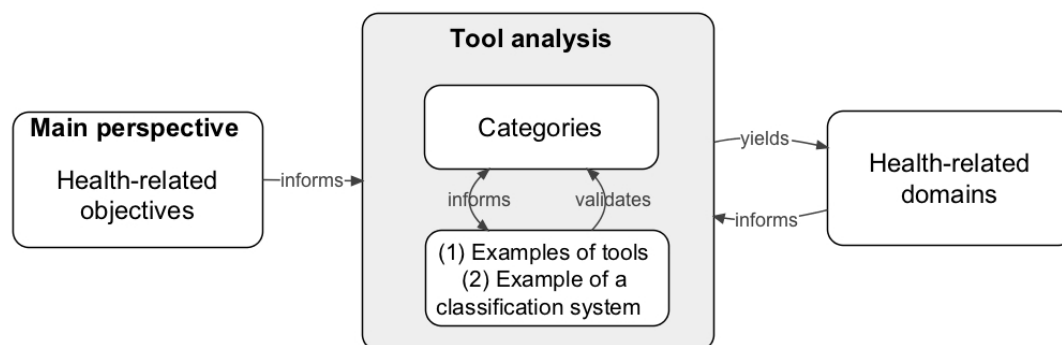 Main perspective
Health-related
objectives
informs
Tool analysis
Categories
informs
validates
(1) Examples of tools
(2) Example of a
classification system
yields
informs
Health-related
domains